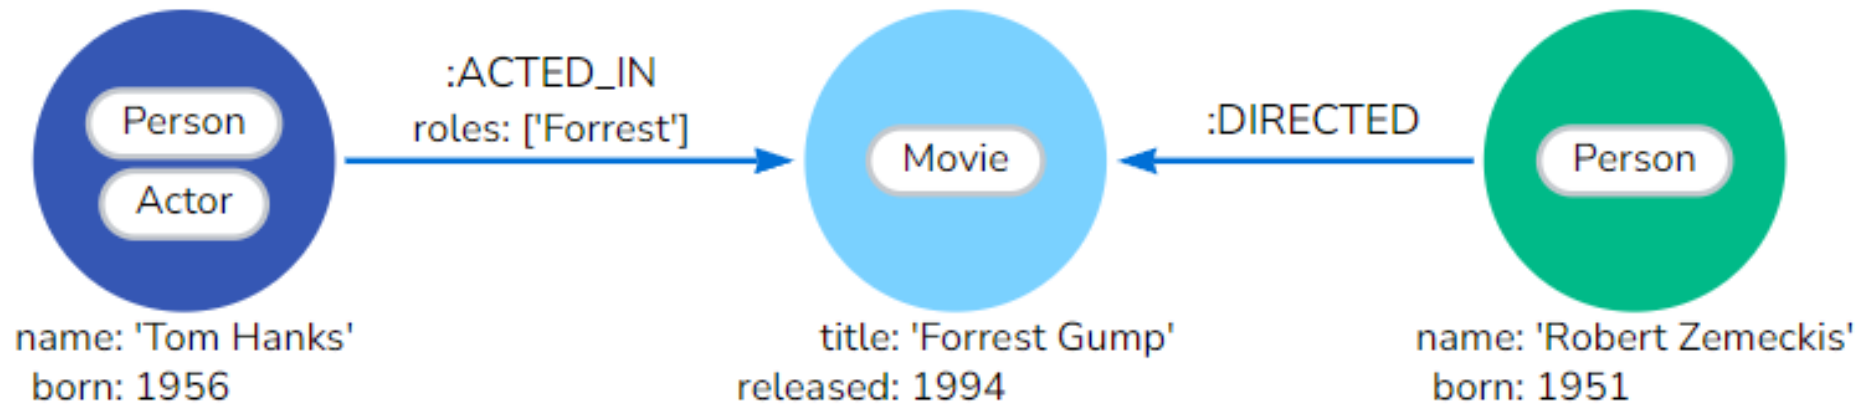 Person
Actor
name: 'Tom Hanks'
born: 1956
:ACTED_IN
roles: ['Forrest']
Movie
title: 'Forrest Gump'
released: 1994
:DIRECTED
Person
name: 'Robert Zemeckis'
born: 1951